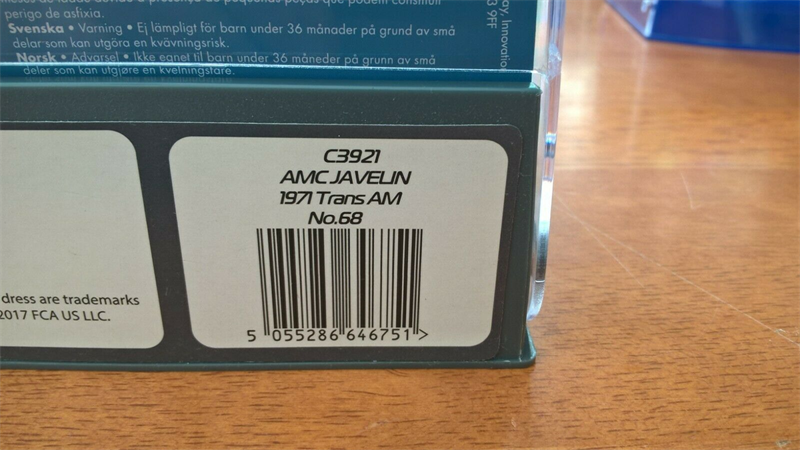 perigo de asfixia.
Svenska • Varning • Ej lämpligt för barn under 36 månader på grund av små
delar som kan utgöra en kvävningsrisk.
Norsk • Advarsel • Ikke egnet til barn under 36 måneder på grunn av små
deler som kan utgjøre en kvelningsfare.
C3921
AMC JAVELIN
1971 Trans AM
No.68
5 055286 646751 >
dress are trademarks
2017 FCA US LLC.